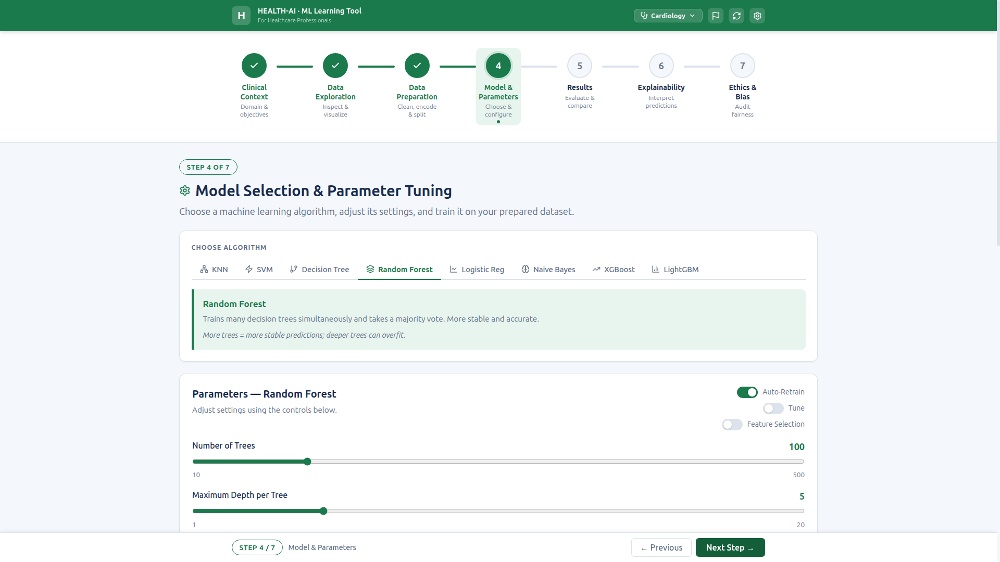 H
HEALTH-AI · ML Learning Tool
For Healthcare Professionals
Cardiology
4
5
6
7
Clinical
Context
Domain &
objectives
Data
Exploration
Inspect &
visualize
Data
Preparation
Clean, encode
& split
Model &
Parameters
Choose &
configure
Results
Evaluate &
compare
Explainability
Interpret
predictions
Ethics &
Bias
Audit
fairness
STEP 4 OF 7
Model Selection & Parameter Tuning
Choose a machine learning algorithm, adjust its settings, and train it on your prepared dataset.
CHOOSE ALGORITHM
KNN
SVM
Decision Tree
Random Forest
Logistic Reg
Naive Bayes
XGBoost
LightGBM
Random Forest
Trains many decision trees simultaneously and takes a majority vote. More stable and accurate.
More trees = more stable predictions; deeper trees can overfit.
Parameters — Random Forest
Adjust settings using the controls below.
Auto-Retrain
Tune
Feature Selection
Number of Trees
100
10
500
Maximum Depth per Tree
5
1
20
STEP 4 / 7
Model & Parameters
← Previous
Next Step →